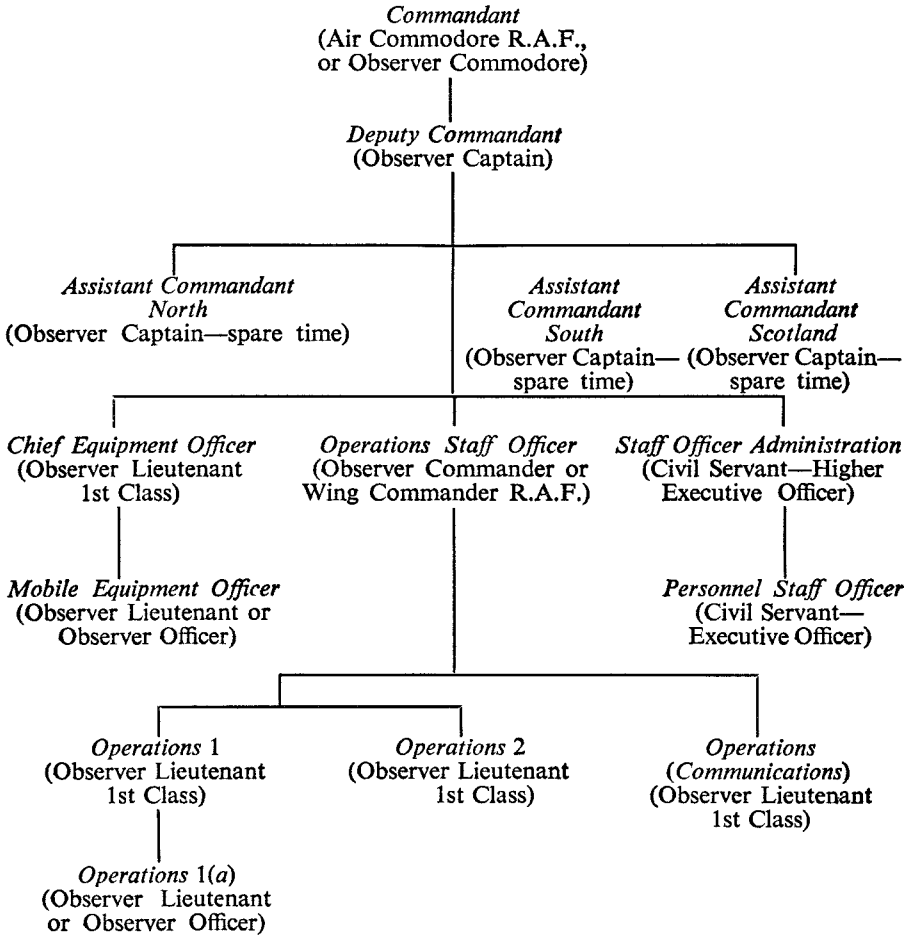 Commandant
(Air Commodore R.A.F.,
or Observer Commodore)
Deputy Commandant
(Observer Captain)
Assistant Commandant
North
(Observer Captain—spare time)
Assistant
Commandant
South
(Observer Captain—
spare time)
Assistant
Commandant
Scotland
(Observer Captain—
spare time)
Chief Equipment Officer
(Observer Lieutenant
1st Class)
Operations Staff Officer
(Observer Commander or
Wing Commander R.A.F.)
Staff Officer Administration
(Civil Servant—Higher
Executive Officer)
Mobile Equipment Officer
(Observer Lieutenant or
Observer Officer)
Personnel Staff Officer
(Civil Servant—
Executive Officer)
Operations 1
(Observer Lieutenant
1st Class)
Operations 2
(Observer Lieutenant
1st Class)
Operations
(Communications)
(Observer Lieutenant
1st Class)
Operations 1(a)
(Observer Lieutenant
or Observer Officer)